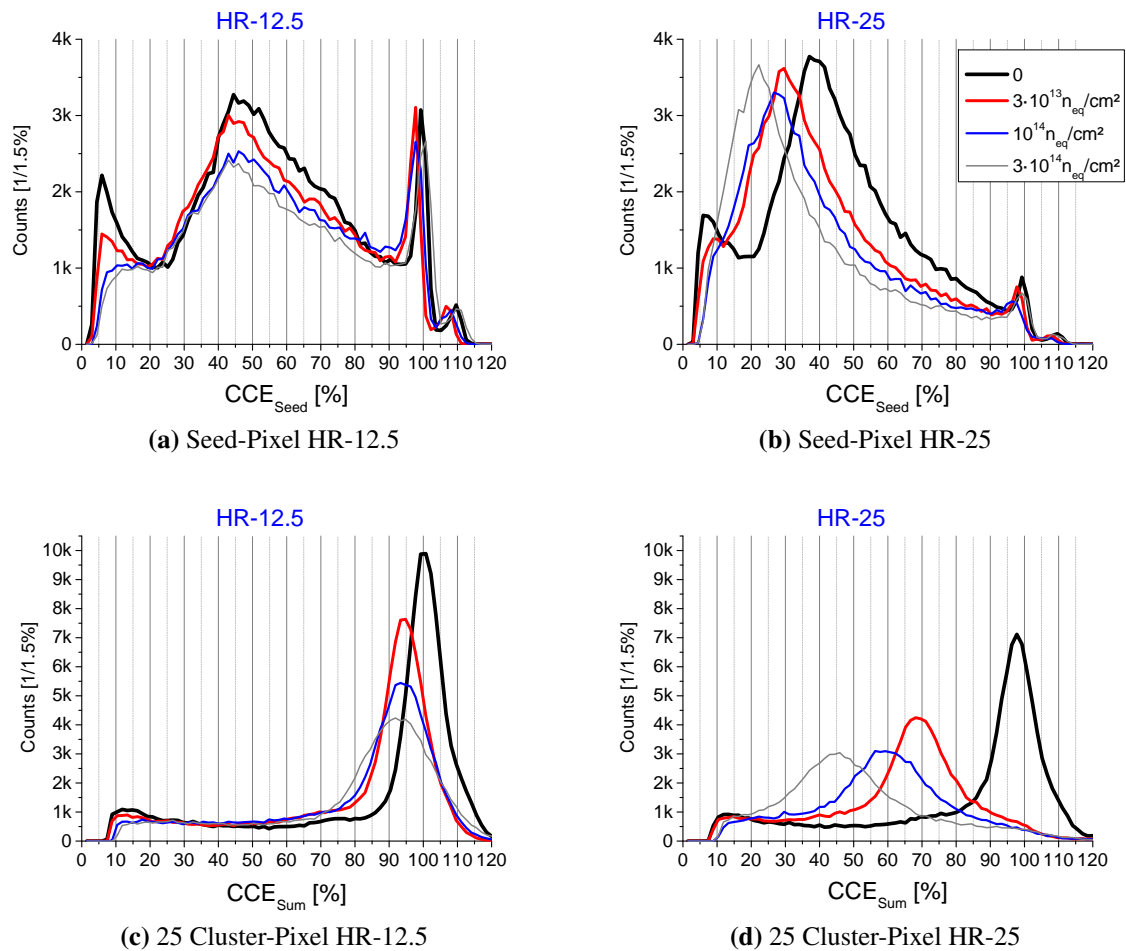 HR-12.5
4k
3k
2k
1k
0
Counts [1/1.5%]
0 10 20 30 40 50 60 70 80 90 100 110 120
CCE_Seed [%]
(a) Seed-Pixel HR-12.5
HR-25
4k
3k
2k
1k
0
Counts [1/1.5%]
0
3·10¹³n_eq/cm²
10¹⁴n_eq/cm²
3·10¹⁴n_eq/cm²
0 10 20 30 40 50 60 70 80 90 100 110 120
CCE_Seed [%]
(b) Seed-Pixel HR-25
HR-12.5
10k
9k
8k
7k
6k
5k
4k
3k
2k
1k
0
Counts [1/1.5%]
0 10 20 30 40 50 60 70 80 90 100 110 120
CCE_Sum [%]
(c) 25 Cluster-Pixel HR-12.5
HR-25
10k
9k
8k
7k
6k
5k
4k
3k
2k
1k
0
Counts [1/1.5%]
0 10 20 30 40 50 60 70 80 90 100 110 120
CCE_Sum [%]
(d) 25 Cluster-Pixel HR-25